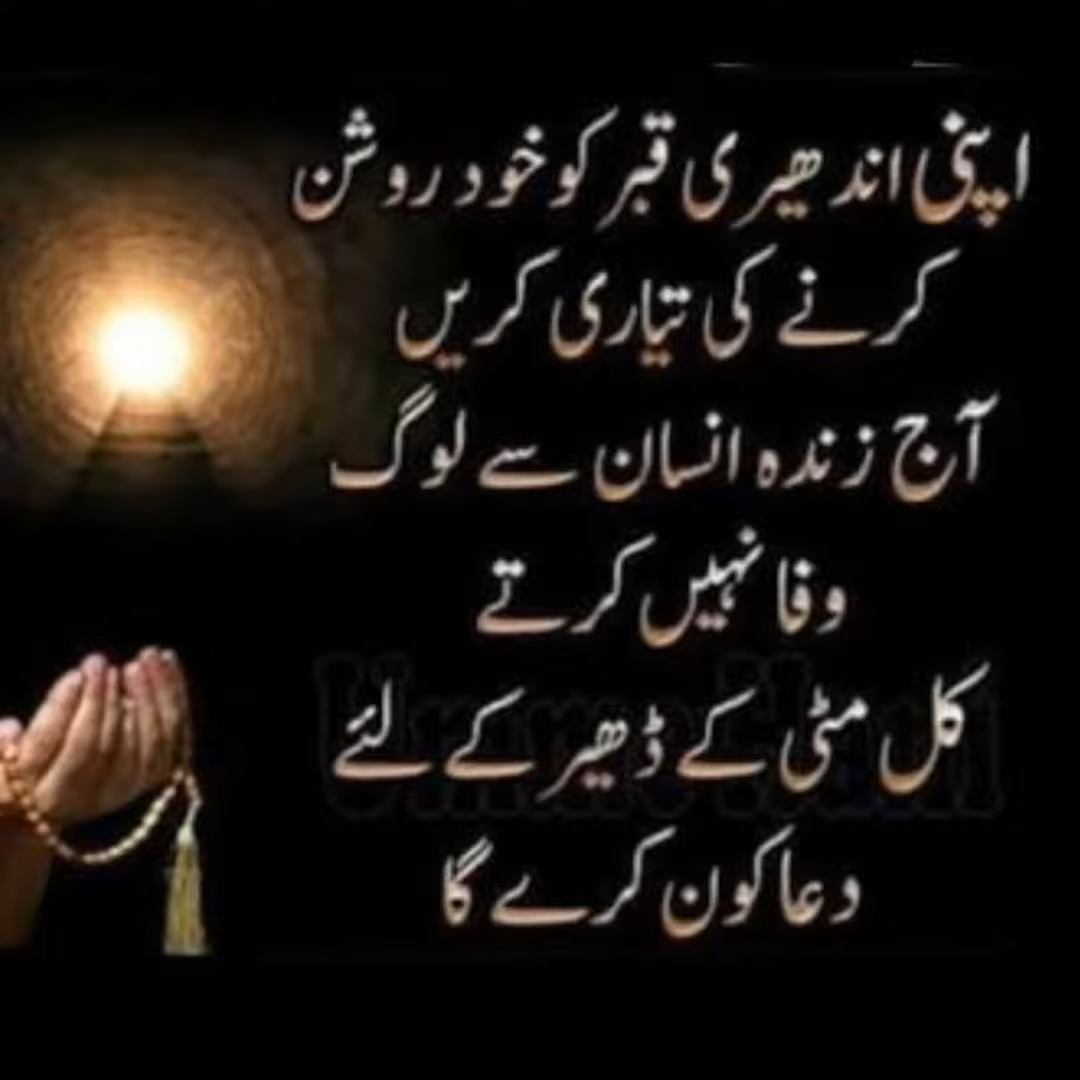 اپنی اندھیری قبر کو خود روشن
کرنے کی تیاری کریں
آج زندہ انسان سے لوگ
وفا نہیں کرتے
کل مٹی کے ڈھیر کے لئے
دعا کون کرے گا